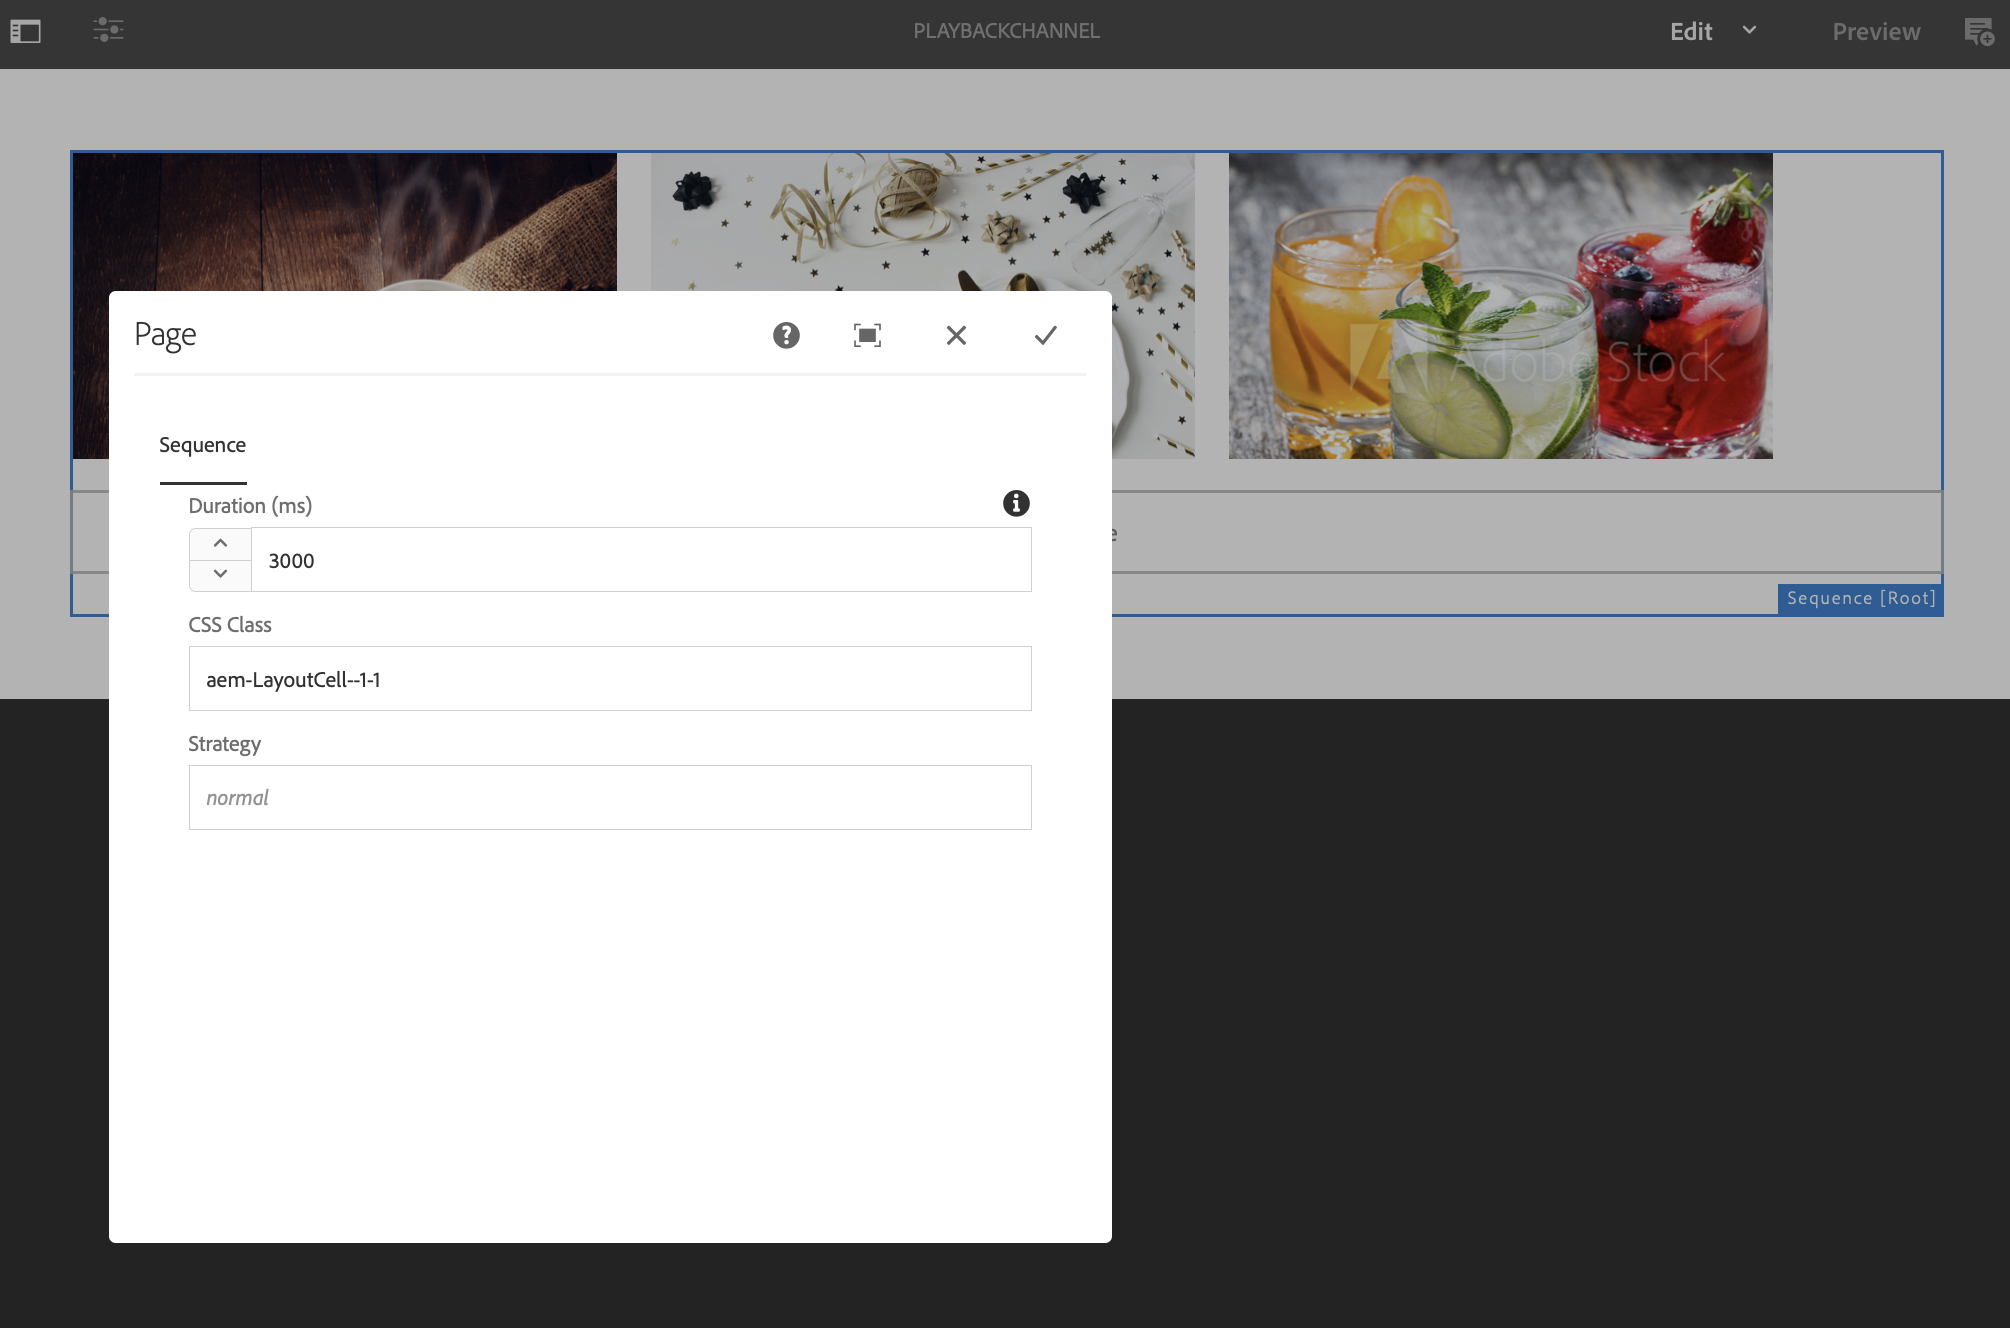 PLAYBACKCHANNEL
Edit
Preview
Adobe Stock
Page
Sequence
Duration (ms)
3000
CSS Class
aem-LayoutCell--1-1
Strategy
normal
Sequence [Root]